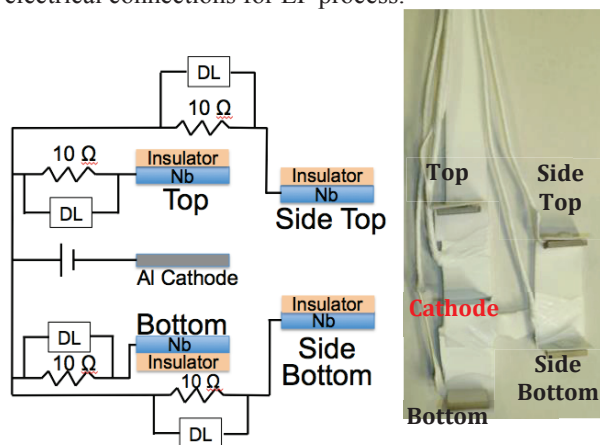 electrical connections for EP process.
DL
10 Ω
10 Ω
Insulator
Nb
Top
DL
Insulator
Nb
Side Top
Al Cathode
Insulator
Nb
Side
Bottom
DL
10 Ω
Bottom
Nb
Insulator
10 Ω
DL
Top
Side
Top
Cathode
Side
Bottom
Bottom